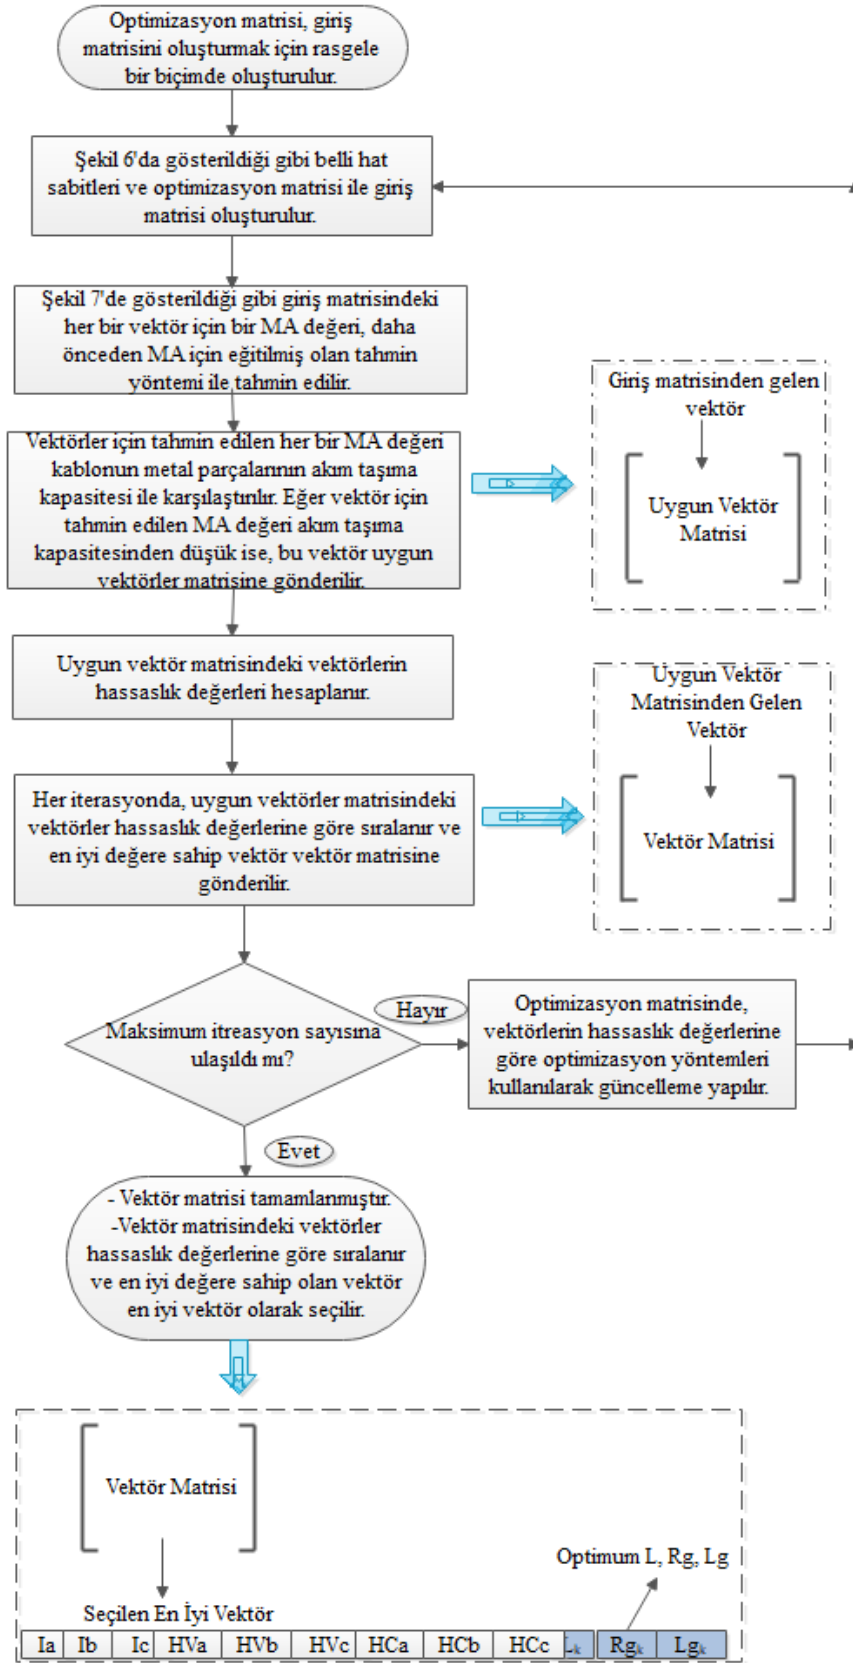 Optimizasyon matrisi, giriş
matrisini oluşturmak için rasgele
bir biçimde oluşturulur.
Şekil 6'da gösterildiği gibi belli hat
sabitleri ve optimizasyon matrisi ile giriş
matrisi oluşturulur.
Şekil 7'de gösterildiği gibi giriş matrisindeki
her bir vektör için bir MA değeri, daha
önceden MA için eğitilmiş olan tahmin
yöntemi ile tahmin edilir.
Vektörler için tahmin edilen her bir MA değeri
kablonun metal parçalarının akım taşıma
kapasitesi ile karşılaştırılır. Eğer vektör için
tahmin edilen MA değeri akım taşıma
kapasitesinden düşük ise, bu vektör uygun
vektörler matrisine gönderilir.
Giriş matrisinden gelen
vektör
Uygun Vektör
Matrisi
Uygun vektör matrisindeki vektörlerin
hassaslık değerleri hesaplanır.
Uygun Vektör
Matrisinden Gelen
Vektör
Vektör Matrisi
Her iterasyonda, uygun vektörler matrisindeki
vektörler hassaslık değerlerine göre sıralanır ve
en iyi değere sahip vektör vektör matrisine
gönderilir.
Maksimum itreasyon sayısına
ulaşıldı mı?
Hayır
Optimizasyon matrisinde,
vektörlerin hassaslık değerlerine
göre optimizasyon yöntemleri
kullanılarak güncelleme yapılır.
Evet
- Vektör matrisi tamamlanmıştır.
-Vektör matrisindeki vektörler
hassaslık değerlerine göre sıralanır
ve en iyi değere sahip olan vektör
en iyi vektör olarak seçilir.
Vektör Matrisi
Optimum L, Rg, Lg
Seçilen En İyi Vektör
Ia Ib Ic HVa HVb HVc HCa HCb HCc Lk Rgk Lgk